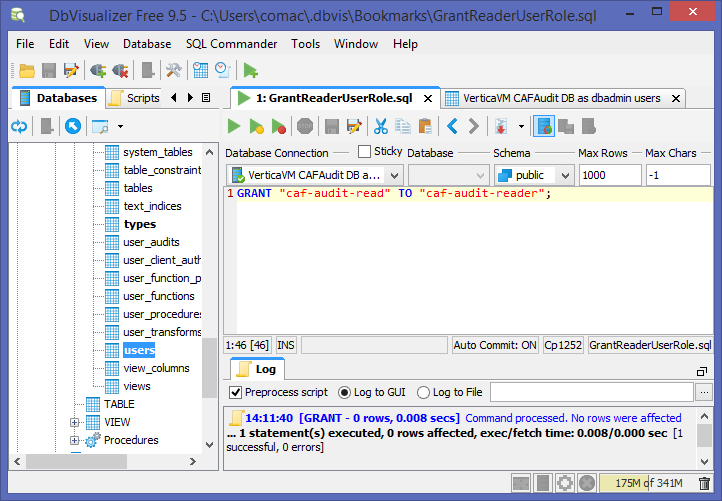 DbVisualizer Free 9.5 - C:\Users\comac\.dbvis\Bookmarks\GrantReaderUserRole.sql
File Edit View Database SQL Commander Tools Window Help
Databases Scripts
1: GrantReaderUserRole.sql VerticaVM CAFAudit DB as dbadmin users
Database Connection Sticky Database Schema Max Rows Max Chars
VerticaVM CAFAudit DB a... public 1000 -1
1 GRANT "caf-audit-read" TO "caf-audit-reader";
system_tables
table_constraint
tables
text_indices
types
user_audits
user_client_auth
user_function_p
user_functions
user_procedures
user_transforms
users
view_columns
views
TABLE
VIEW
Procedures
1:46 [46] INS Auto Commit: ON Cp1252 GrantReaderUserRole.sql
Log
Preprocess script Log to GUI Log to File ...
14:11:40 [GRANT - 0 rows, 0.008 secs] Command processed. No rows were affected
... 1 statement(s) executed, 0 rows affected, exec/fetch time: 0.008/0.000 sec [1
successful, 0 errors]
175M of 341M